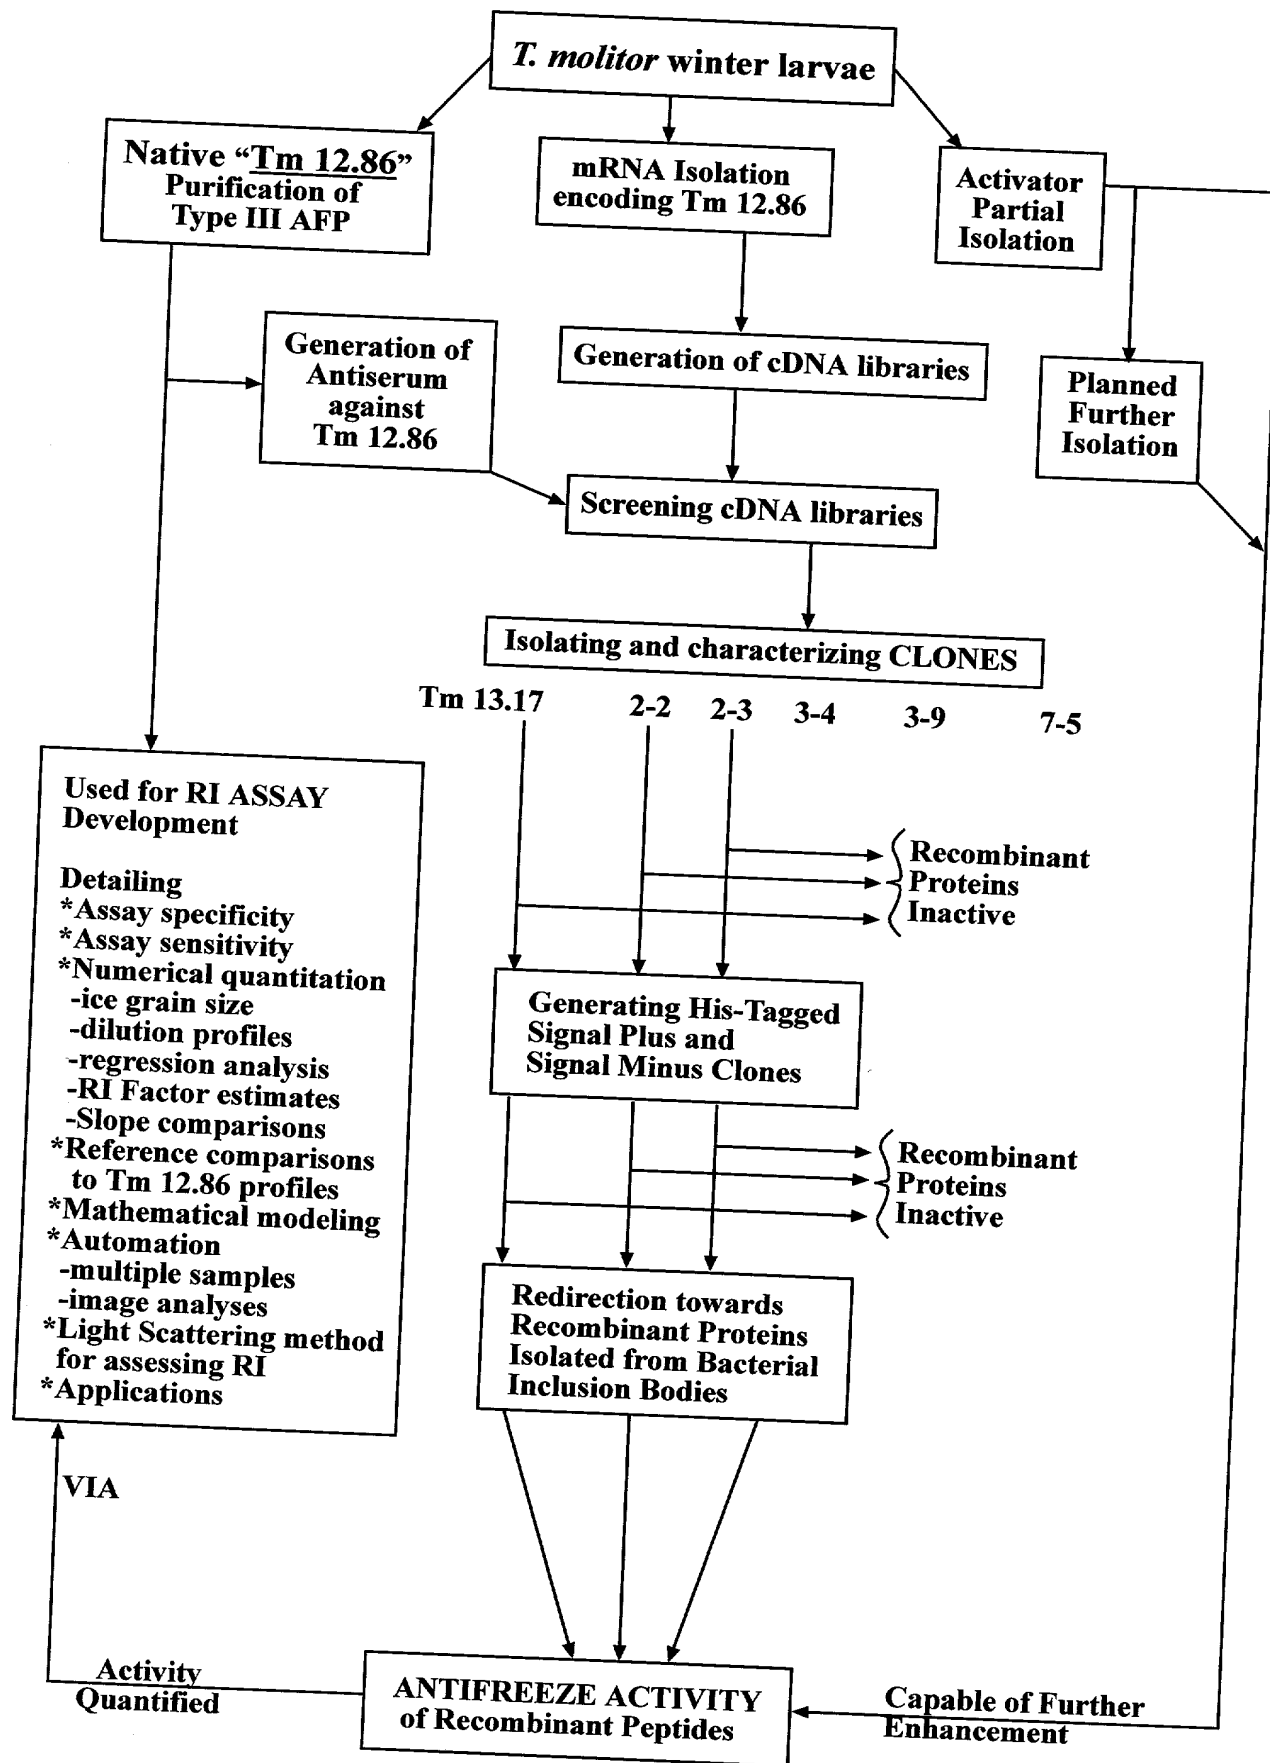 T. molitor winter larvae
Native “Tm 12.86”
Purification of
Type III AFP
mRNA Isolation
encoding Tm 12.86
Activator
Partial
Isolation
Generation of
Antiserum
against
Tm 12.86
Generation of cDNA libraries
Planned
Further
Isolation
Screening cDNA libraries
Isolating and characterizing CLONES
Tm 13.17 2-2 2-3 3-4 3-9 7-5
Used for RI ASSAY
Development
Detailing
*Assay specificity
*Assay sensitivity
*Numerical quantitation
-ice grain size
-dilution profiles
-regression analysis
-RI Factor estimates
-Slope comparisons
*Reference comparisons
to Tm 12.86 profiles
*Mathematical modeling
*Automation
-multiple samples
-image analyses
*Light Scattering method
for assessing RI
*Applications
Recombinant
Proteins
Inactive
Generating His-Tagged
Signal Plus and
Signal Minus Clones
Recombinant
Proteins
Inactive
Redirection towards
Recombinant Proteins
Isolated from Bacterial
Inclusion Bodies
VIA
Activity
Quantified
ANTIFREEZE ACTIVITY
of Recombinant Peptides
Capable of Further
Enhancement